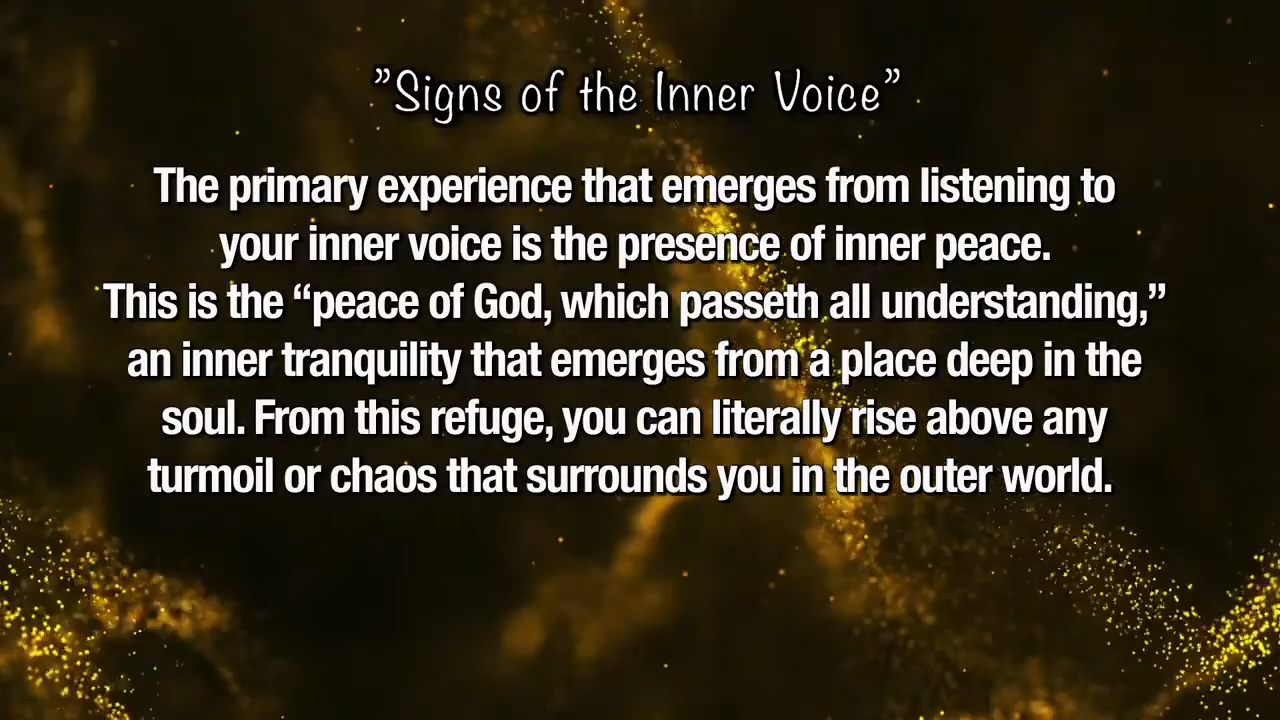 ”Signs of the Inner Voice”
The primary experience that emerges from listening to
your inner voice is the presence of inner peace.
This is the “peace of God, which passeth all understanding,”
an inner tranquility that emerges from a place deep in the
soul. From this refuge, you can literally rise above any
turmoil or chaos that surrounds you in the outer world.